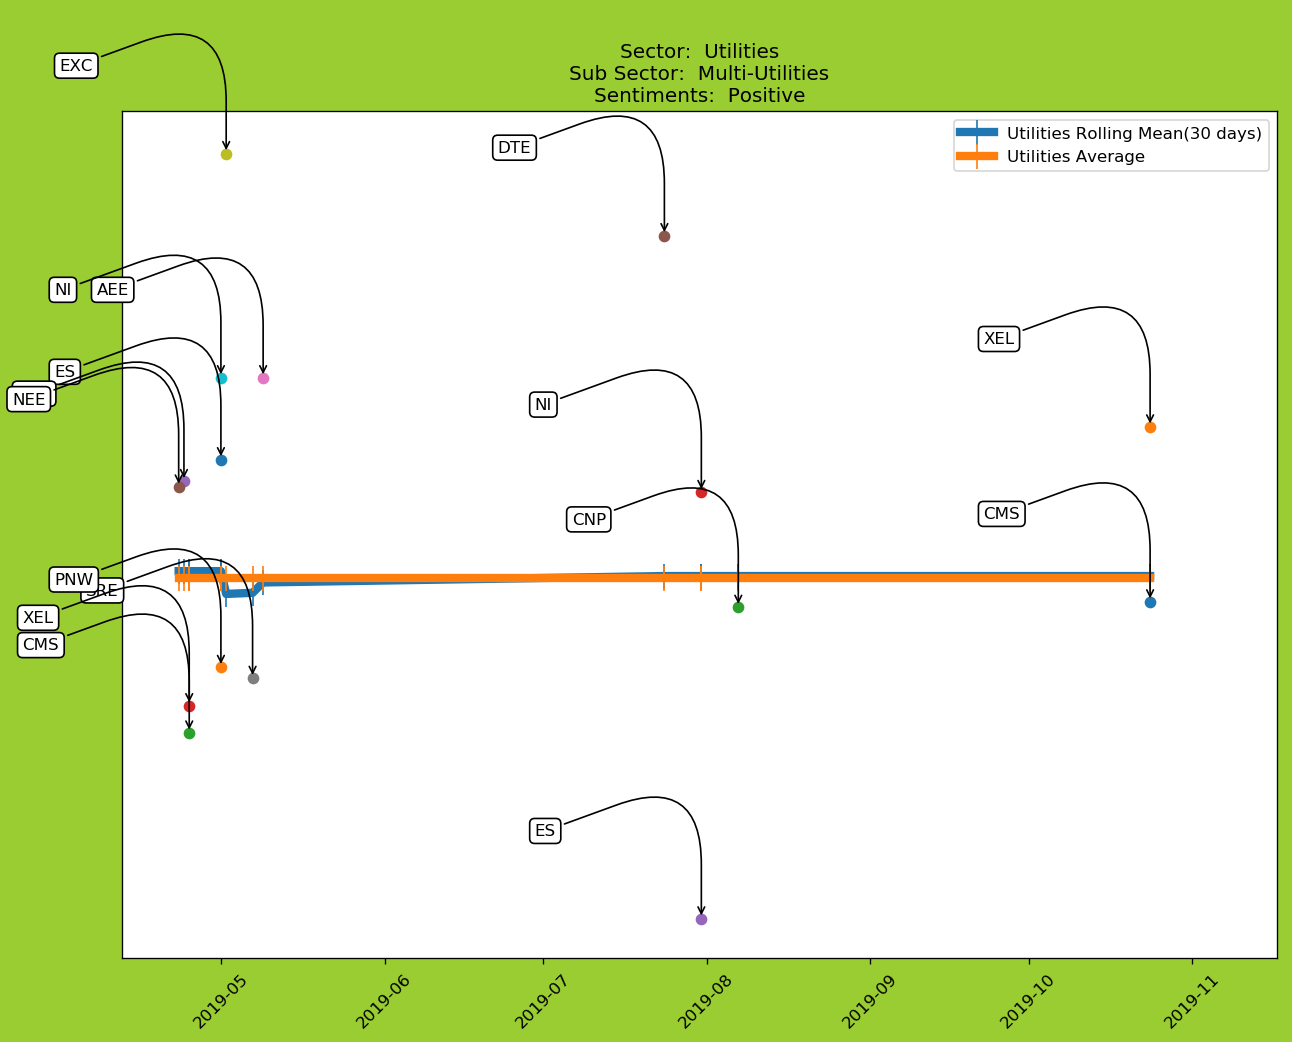 EXC
Sector:  Utilities
Sub Sector:  Multi-Utilities
Sentiments:  Positive
Utilities Rolling Mean(30 days)
Utilities Average
DTE
NI
AEE
XEL
ES
NEE
NI
CNP
CMS
PNW
SRE
XEL
CMS
ES
2019-05
2019-06
2019-07
2019-08
2019-09
2019-10
2019-11